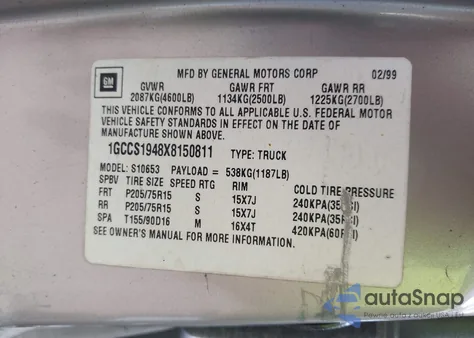 GM
MFD BY GENERAL MOTORS CORP 02/99
GVWR GAWR FRT GAWR RR
2087KG(4600LB) 1134KG(2500LB) 1225KG(2700LB)
THIS VEHICLE CONFORMS TO ALL APPLICABLE U.S. FEDERAL MOTOR
VEHICLE SAFETY STANDARDS IN EFFECT ON THE DATE OF
MANUFACTURE SHOWN ABOVE.
1GCCS1948X8150811 TYPE: TRUCK
MODEL: S10653 PAYLOAD = 538KG(1187LB)
SPBV TIRE SIZE SPEED RTG RIM COLD TIRE PRESSURE
FRT P205/75R15 S 15X7J 240KPA(35PSI)
RR P205/75R15 S 15X7J 240KPA(35PSI)
SPA T155/90D16 M 16X4T 420KPA(60PSI)
SEE OWNER'S MANUAL FOR MORE INFORMATION
autoSnap